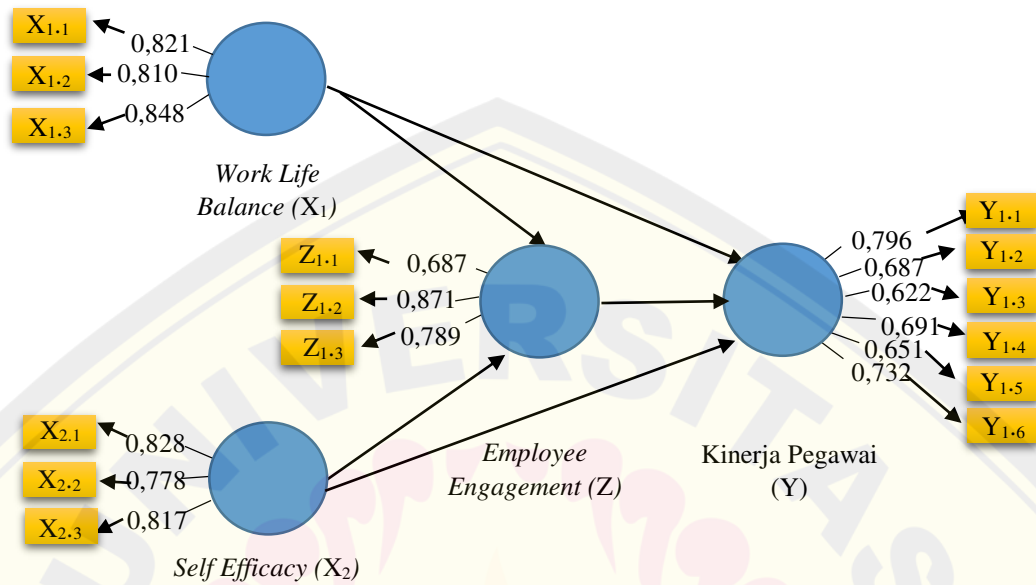 X1.1
0,821
X1.2
0,810
X1.3
0,848
Work Life
Balance (X1)
Z1.1
0,687
Z1.2
0,871
Z1.3
0,789
Employee
Engagement (Z)
X2.1
0,828
X2.2
0,778
X2.3
0,817
Self Efficacy (X2)
Y1.1
0,796
Y1.2
0,687
Y1.3
0,622
Y1.4
0,691
Y1.5
0,651
Y1.6
0,732
Kinerja Pegawai
(Y)
UNIVERSITAS